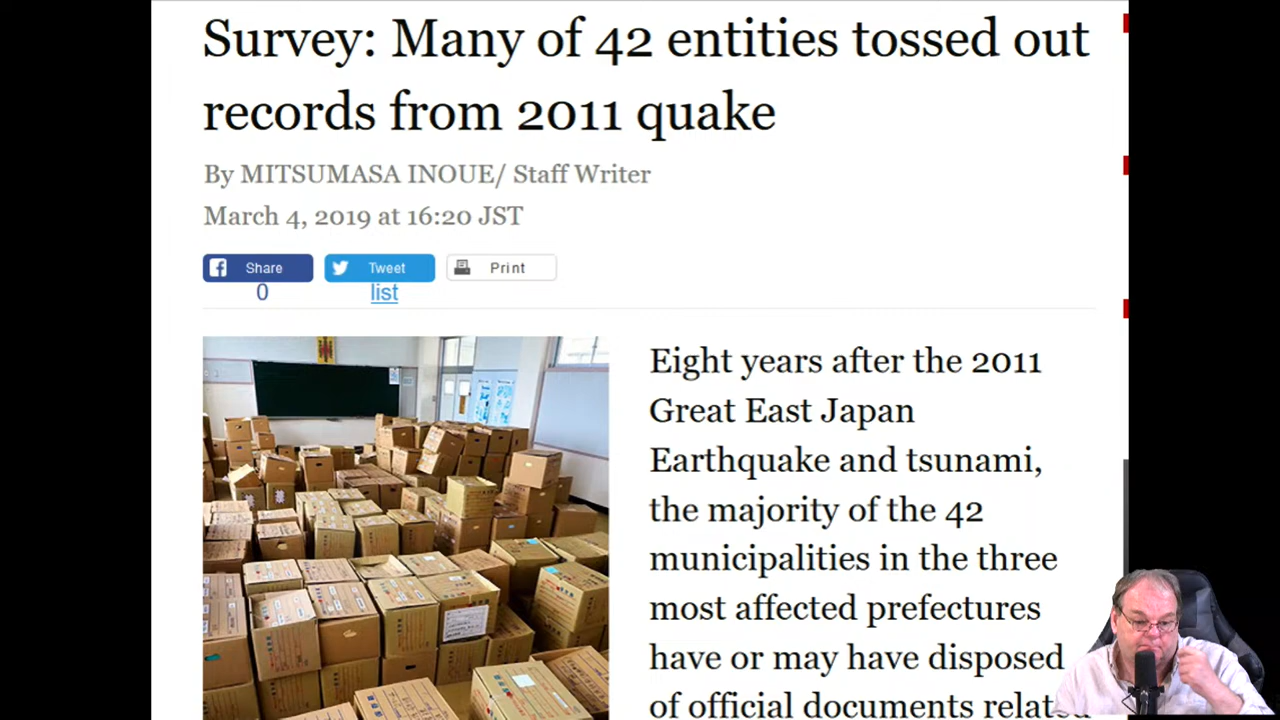 Survey: Many of 42 entities tossed out
records from 2011 quake
By MITSUMASA INOUE/ Staff Writer
March 4, 2019 at 16:20 JST
Share Tweet Print
0 list
Eight years after the 2011
Great East Japan
Earthquake and tsunami,
the majority of the 42
municipalities in the three
most affected prefectures
have or may have disposed
of official documents related